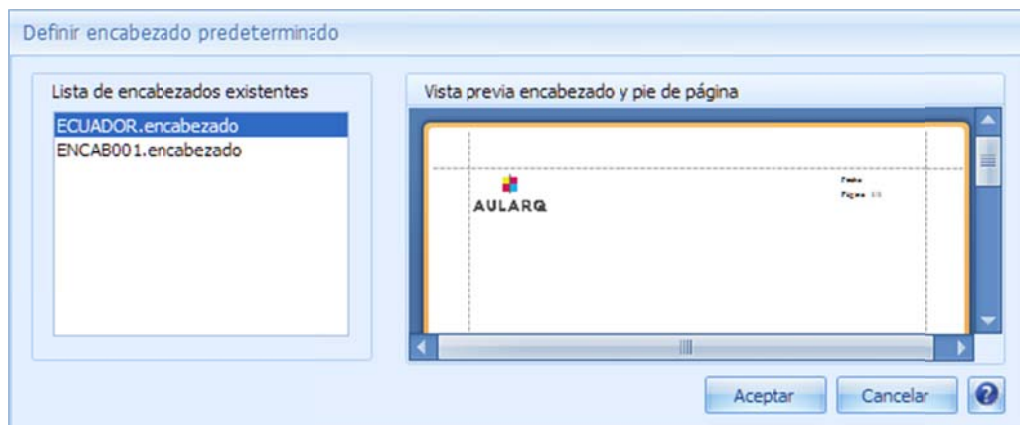 Definir encabezado predeterminado
Lista de encabezados existentes
ECUADOR.encabezado
ENCAB001.encabezado
Vista previa encabezado y pie de página
AULARQ
Fecha
Página
Aceptar
Cancelar
?